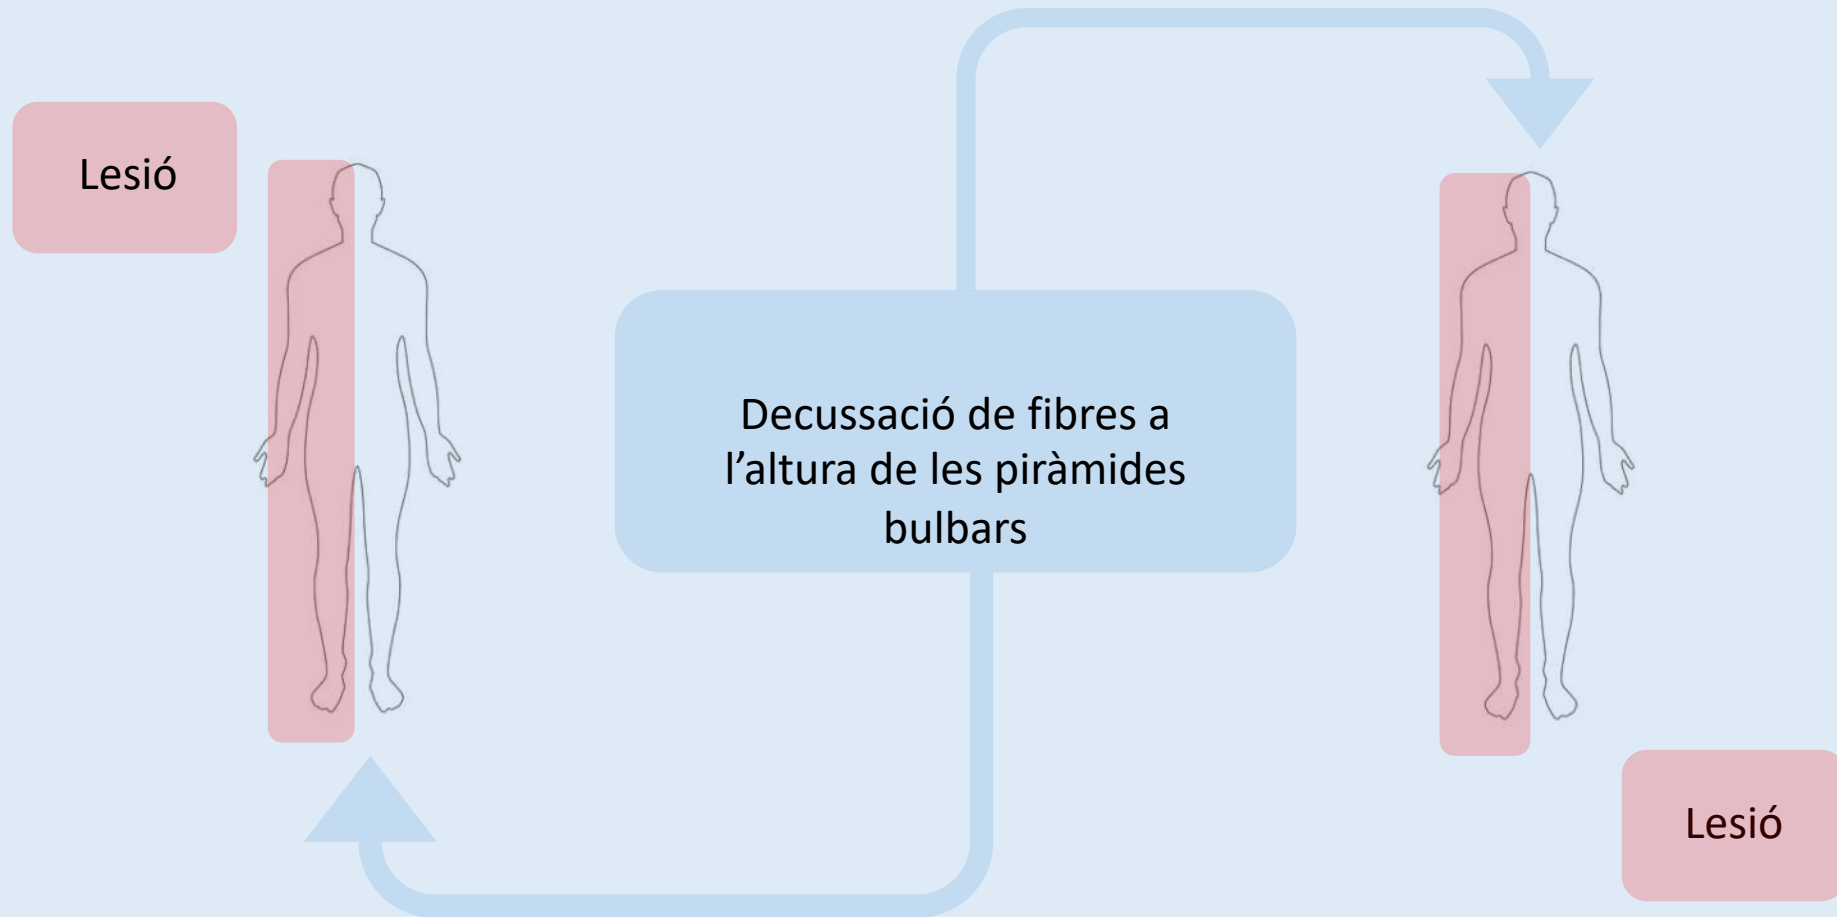 Lesió
Decussació de fibres a
l’altura de les piràmides
bulbars
Lesió